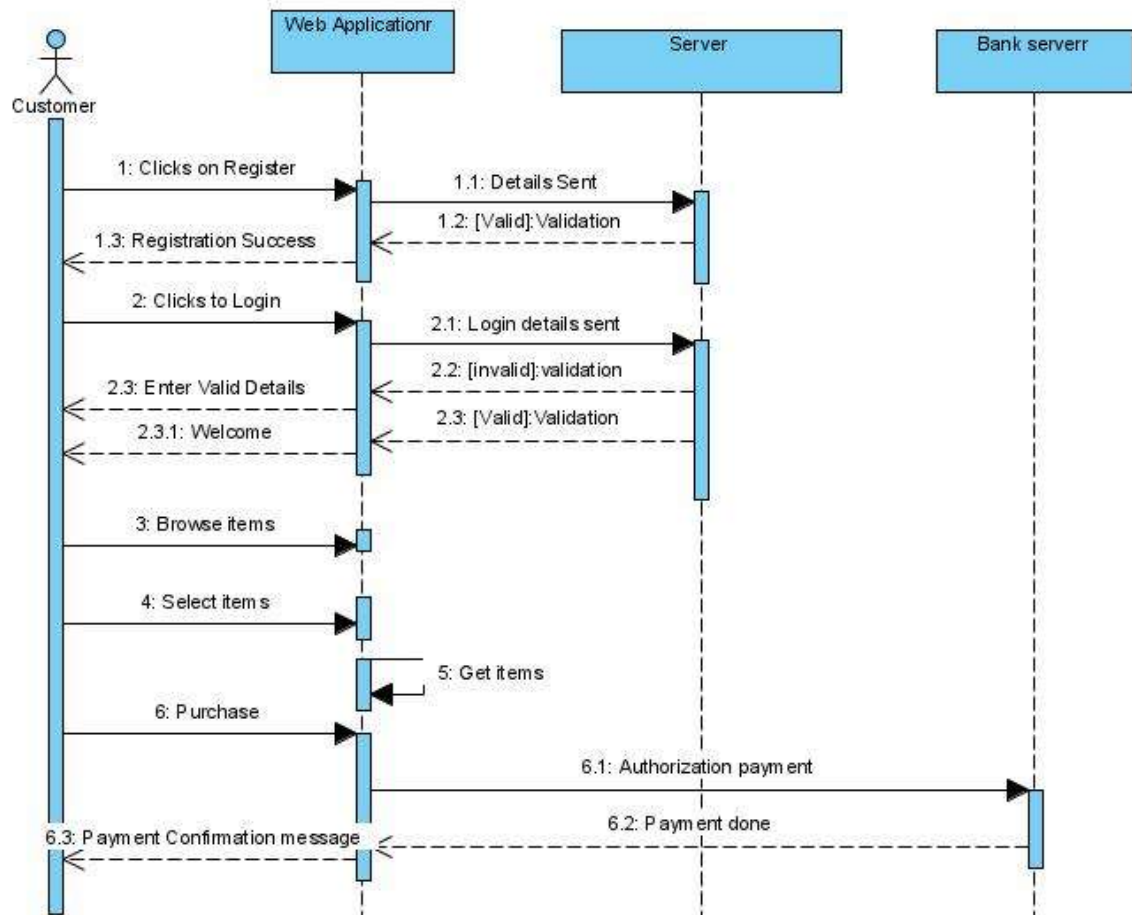 Web Applicationr
Server
Bank serverr
Customer
1: Clicks on Register
1.1: Details Sent
1.2: [Valid]:Validation
1.3: Registration Success
2: Clicks to Login
2.1: Login details sent
2.2: [invalid]:validation
2.3: Enter Valid Details
2.3: [Valid]:Validation
2.3.1: Welcome
3: Browse items
4: Select items
5: Get items
6: Purchase
6.1: Authorization payment
6.2: Payment done
6.3: Payment Confirmation message